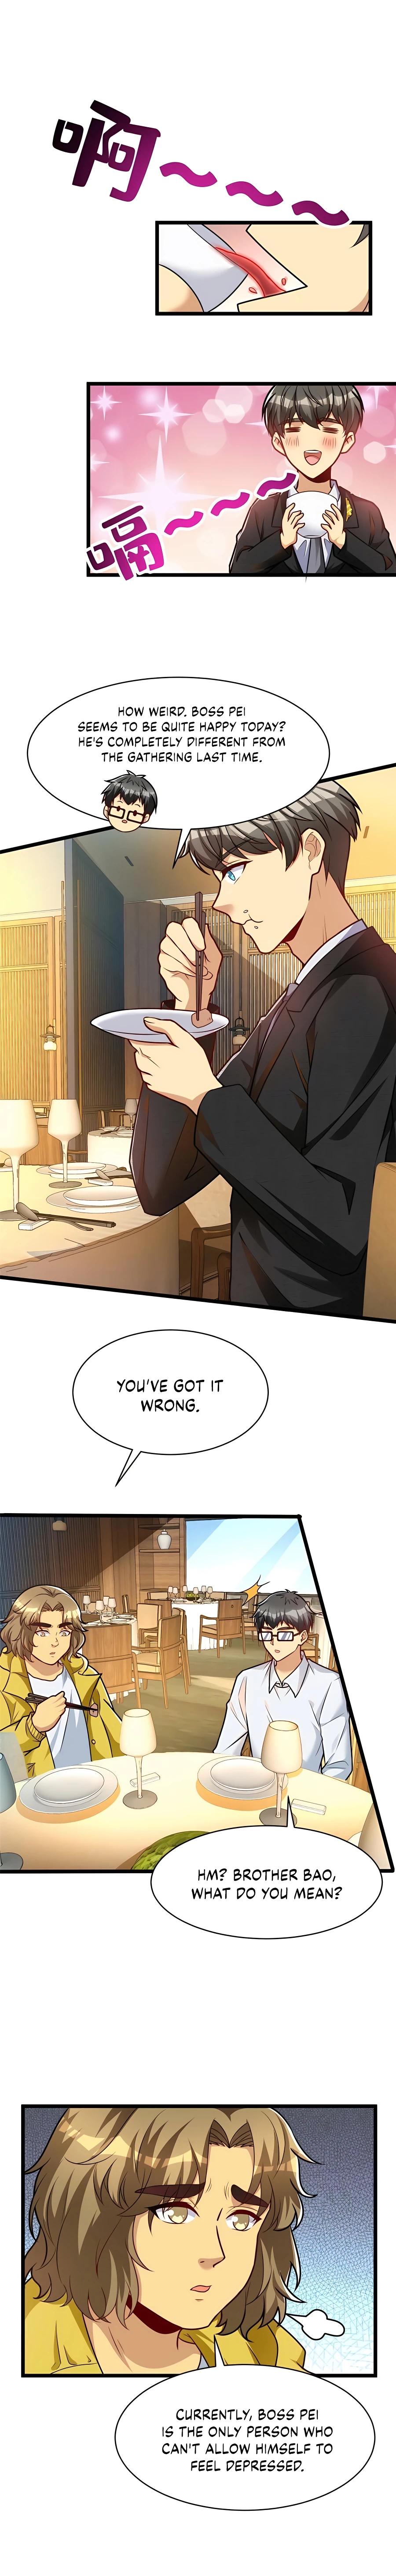 啊~~~
嗝~~~
HOW WEIRD. BOSS PEI
SEEMS TO BE QUITE HAPPY TODAY?
HE'S COMPLETELY DIFFERENT FROM
THE GATHERING LAST TIME.
YOU'VE GOT IT
WRONG.
HM? BROTHER BAO,
WHAT DO YOU MEAN?
CURRENTLY, BOSS PEI
IS THE ONLY PERSON WHO
CAN'T ALLOW HIMSELF TO
FEEL DEPRESSED.